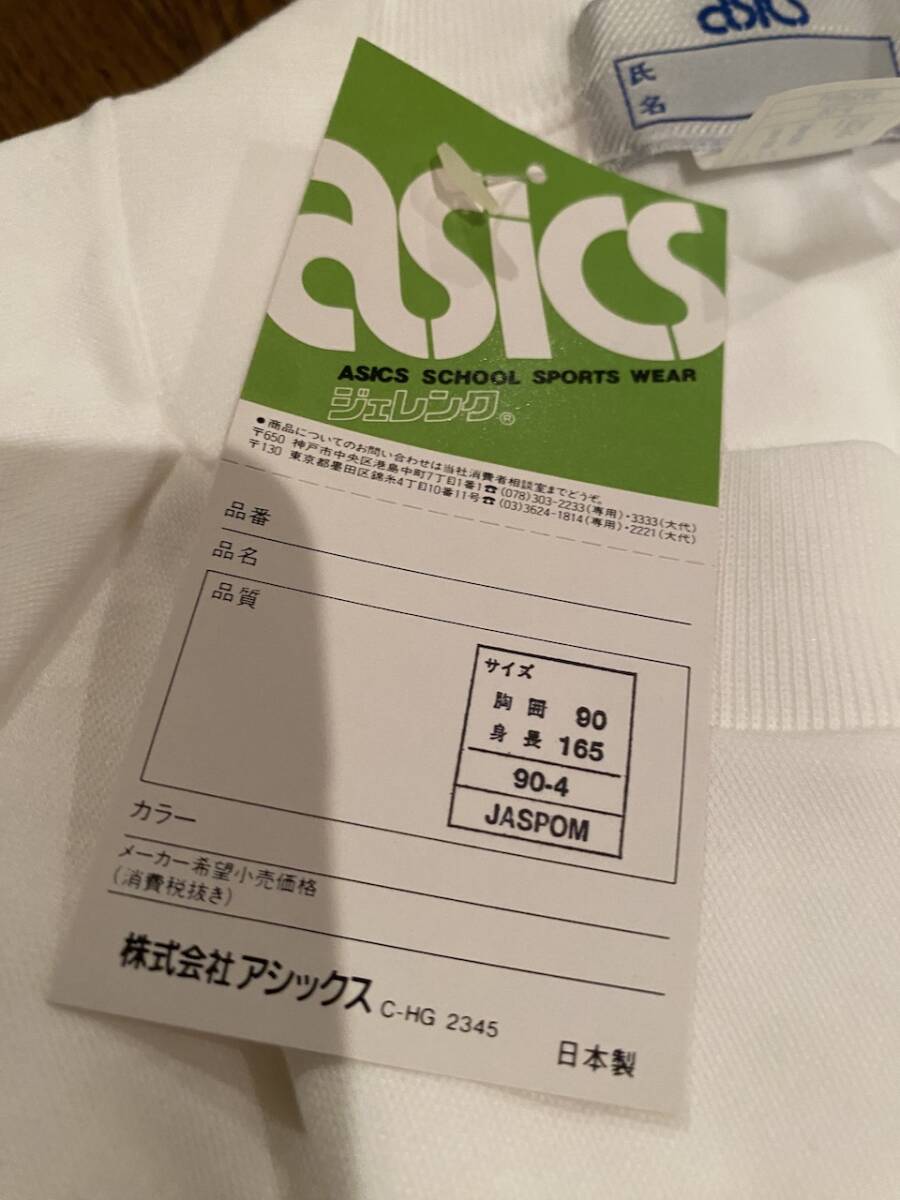 asics
氏
名
asics
ASICS SCHOOL SPORTS WEAR
ジェレンク®
●商品についてのお問い合わせは当社消費者相談室までどうぞ。
〒650 神戸市中央区港島中町7丁目1番1☎(078)303-2233(専用)・3333(大代)
〒130 東京都墨田区錦糸4丁目10番11号☎(03)3624-1814(専用)・2221(大代)
品番
品名
品質
サイズ
胸囲 90
身長 165
90-4
JASPOM
カラー
メーカー希望小売価格
(消費税抜き)
株式会社アシックス C-HG 2345
日本製